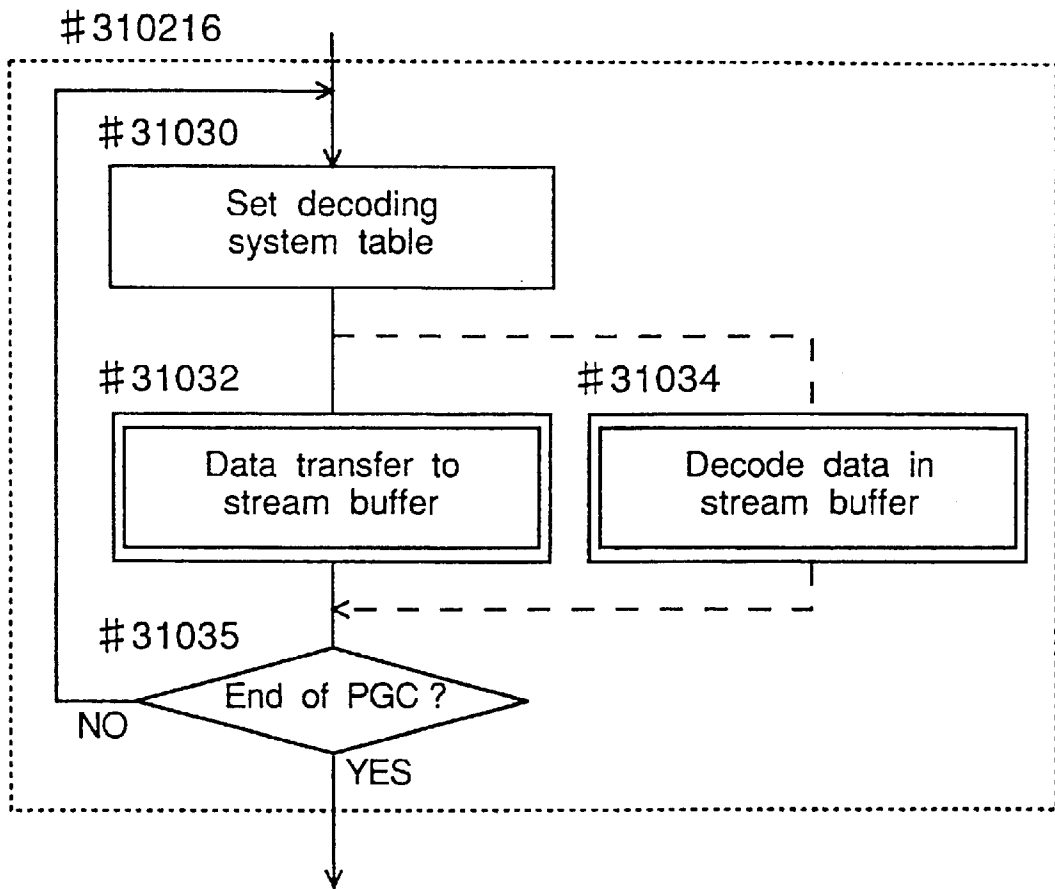 #310216
#31030
Set decoding
system table
#31032
#31034
Data transfer to
stream buffer
Decode data in
stream buffer
#31035
End of PGC ?
NO
YES